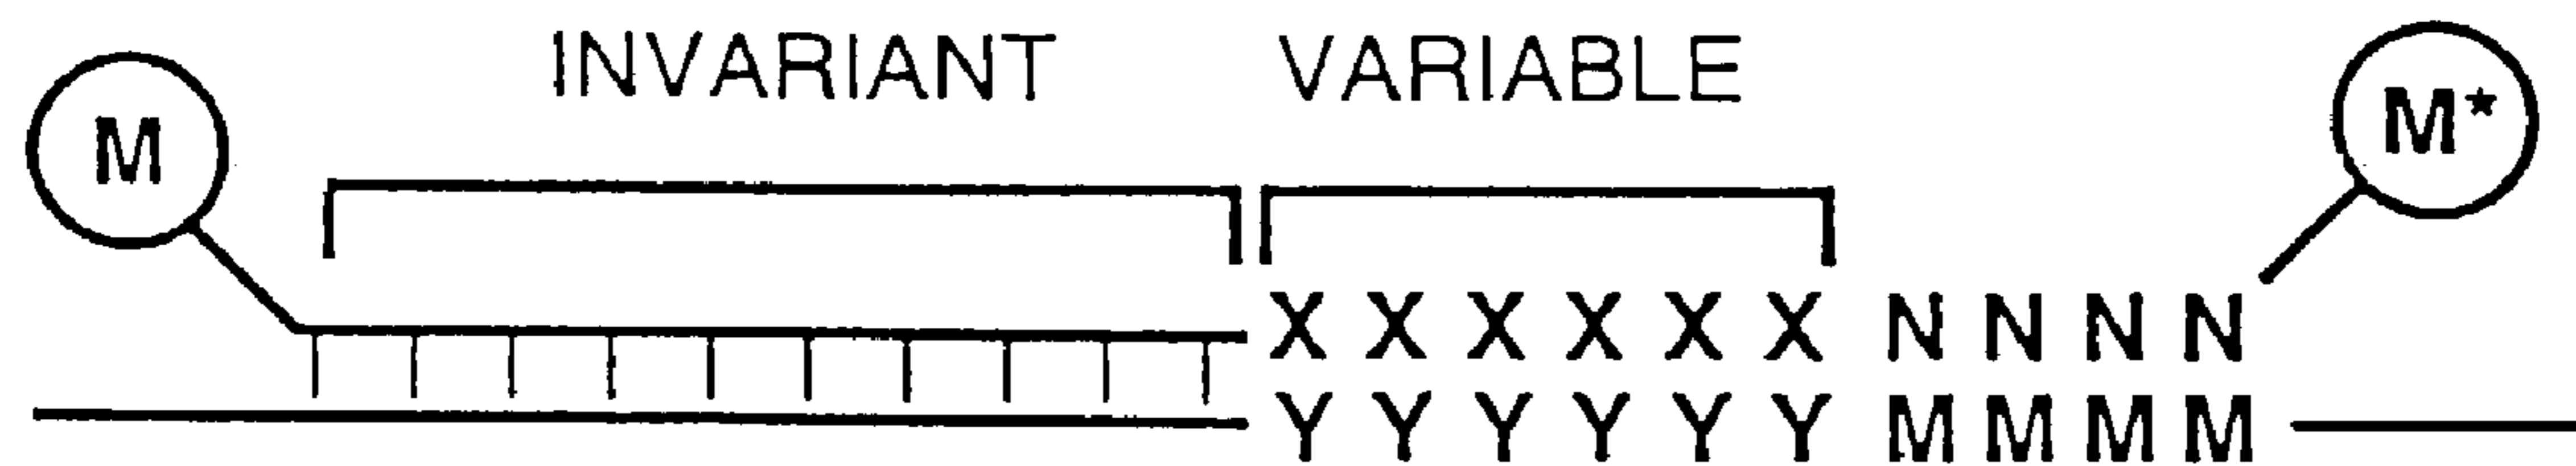 INVARIANT VARIABLE
M M*
X X X X X X N N N N
Y Y Y Y Y Y M M M M